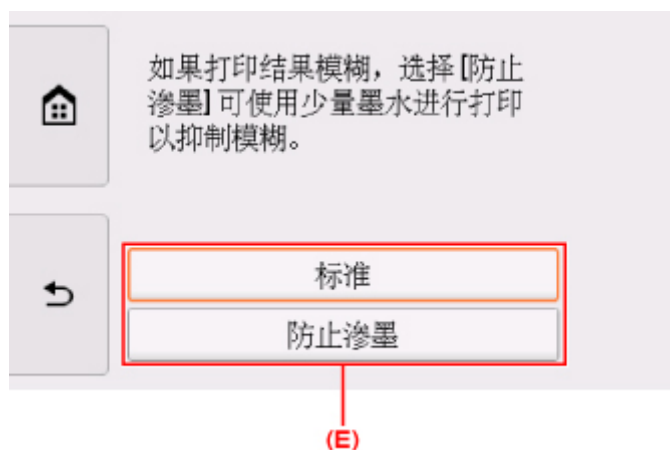 如果打印结果模糊，选择[防止
渗墨]可使用少量墨水进行打印
以抑制模糊。
标准
防止渗墨
(E)